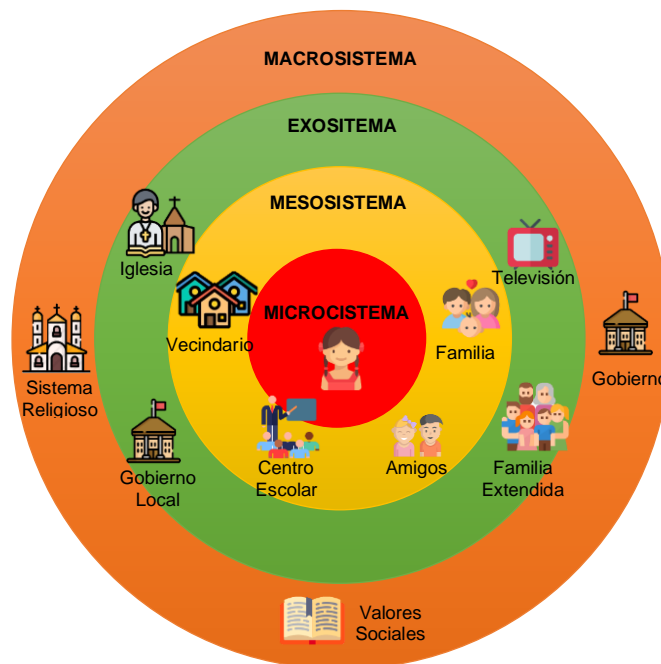 MACROSISTEMA
EXOSITEMA
MESOSISTEMA
Iglesia
Televisión
MICROCISTEMA
Vecindario
Familia
Sistema
Religioso
Gobierno
Gobierno
Local
Centro
Escolar
Amigos
Familia
Extendida
Valores
Sociales